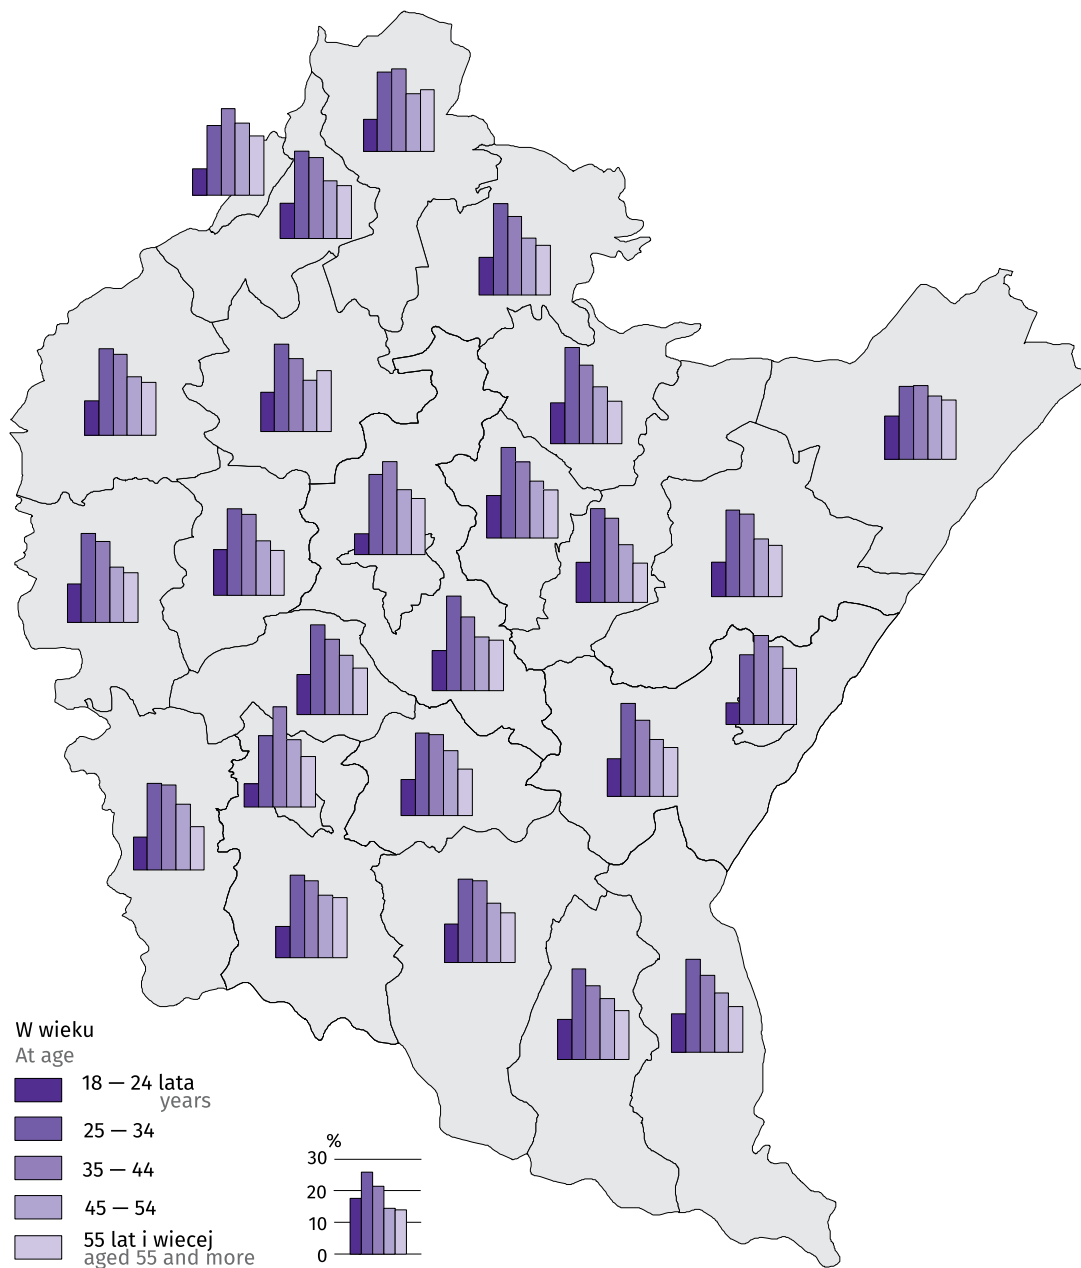 W wieku
At age
18 — 24 lata
years
25 — 34
35 — 44
45 — 54
55 lat i wiecej
aged 55 and more
%
30
20
10
0